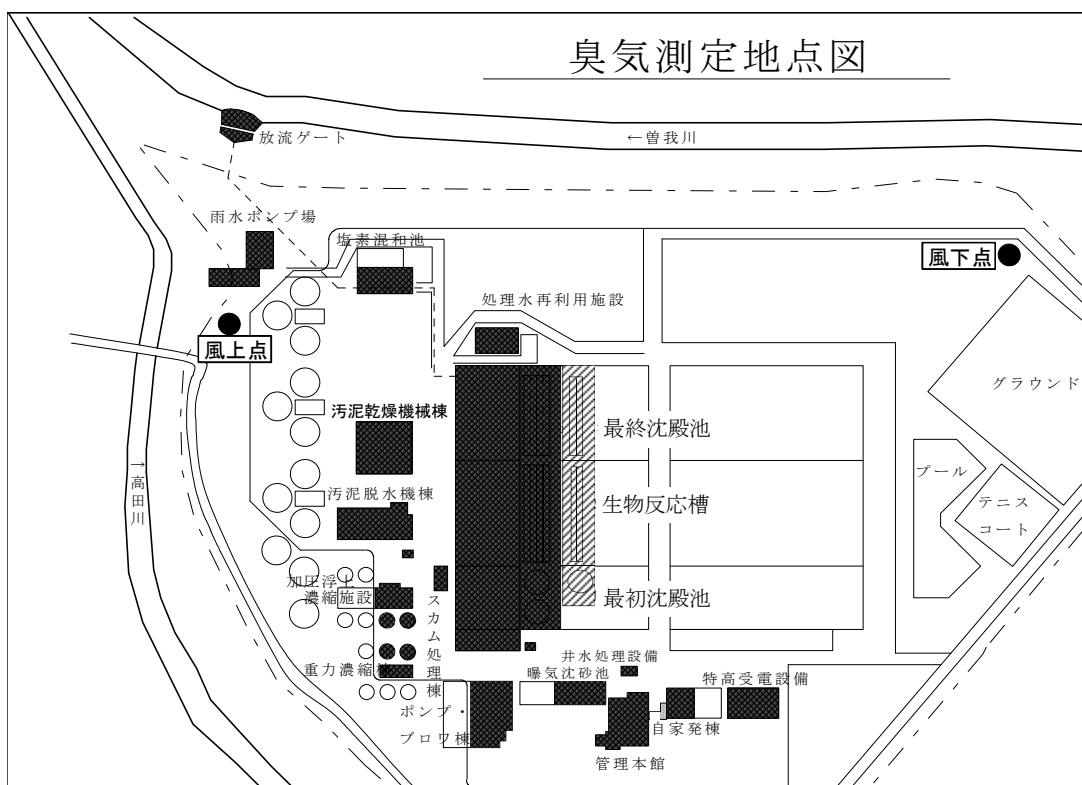 臭気測定地点図
放流ゲート
←曽我川
雨水ポンプ場
塩素混和池
風下点
処理水再利用施設
風上点
グラウンド
汚泥乾燥機械棟
最終沈殿池
プール
→高田川
汚泥脱水機棟
生物反応槽
テニス
コート
加圧浮上
濃縮施設
最初沈殿池
スカム処理棟
井水処理設備
重力濃縮棟
曝気沈砂池
特高受電設備
ポンプ・
ブロワ棟
自家発棟
管理本館